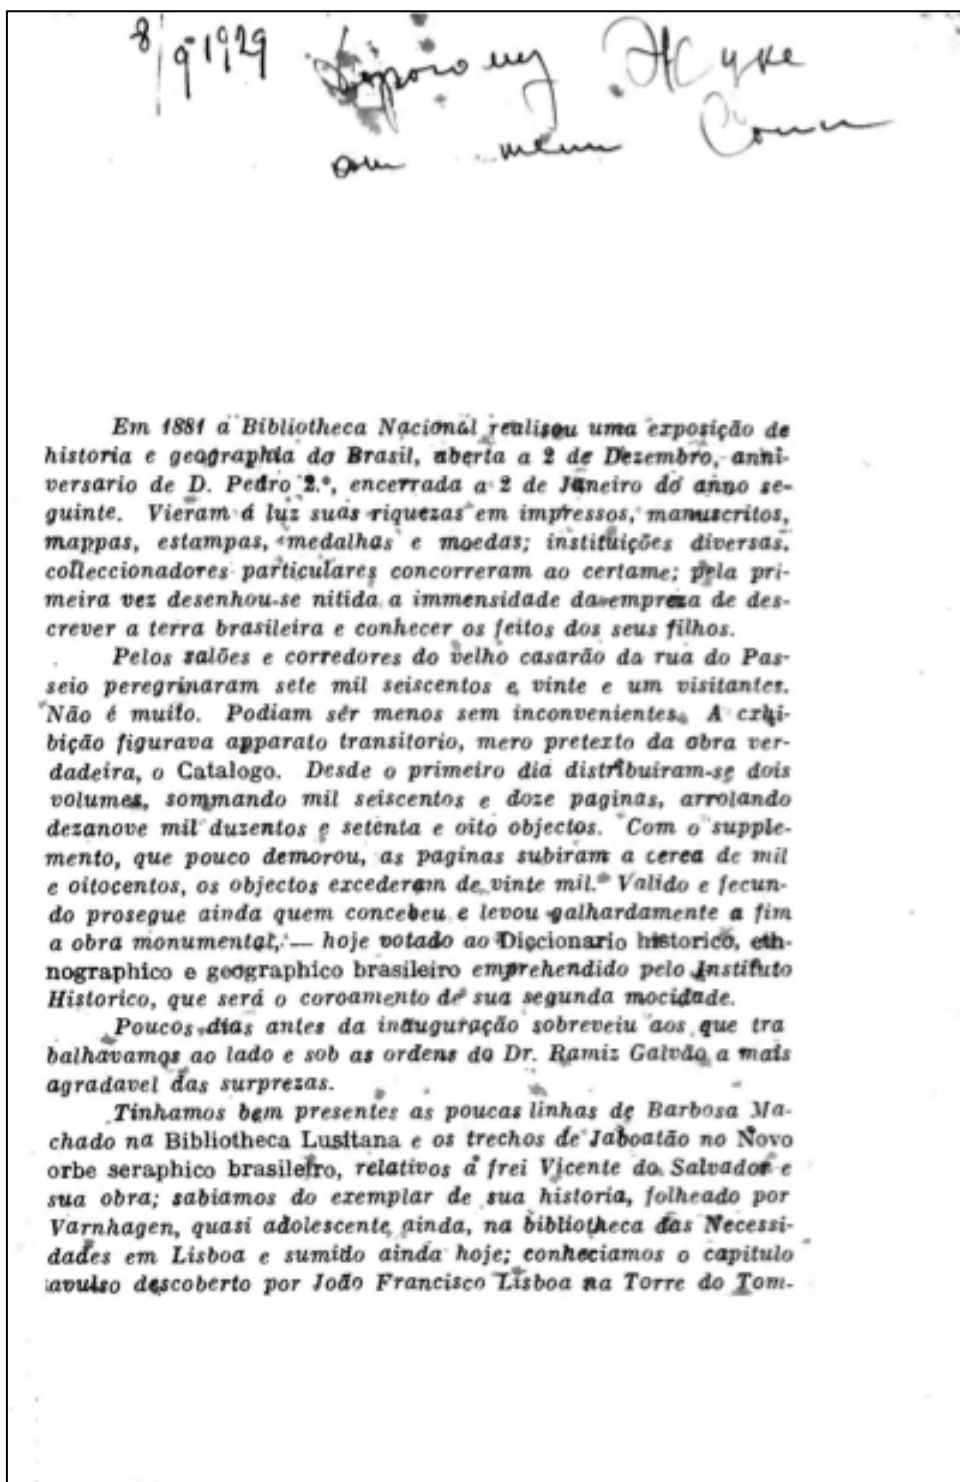 8/9-1929 Дорогому Жуке
от меня
Em 1881 a Bibliotheca Nacional realisou uma exposição de
historia e geographia do Brasil, aberta a 2 de Dezembro, anni-
versario de D. Pedro 2.º, encerrada a 2 de Janeiro do anno se-
guinte. Vieram á luz suas riquezas em impressos, manuscritos,
mappas, estampas, medalhas e moedas; instituições diversas,
colleccionadores particulares concorreram ao certame; pela pri-
meira vez desenhou-se nitida a immensidade da empreza de des-
crever a terra brasileira e conhecer os feitos dos seus filhos.
Pelos salões e corredores do velho casarão da rua do Pas-
seio peregrinaram sete mil seiscentos e vinte e um visitantes.
Não é muito. Podiam sêr menos sem inconvenientes. A exhi-
bição figurava apparato transitorio, mero pretexto da obra ver-
dadeira, o Catalogo. Desde o primeiro dia distribuiram-se dois
volumes, sommando mil seiscentos e doze paginas, arrolando
dezanove mil duzentos e setenta e oito objectos. Com o supple-
mento, que pouco demorou, as paginas subiram a cerca de mil
e oitocentos, os objectos excederam de vinte mil. Valido e fecun-
do prosegue ainda quem concebeu e levou galhardamente a fim
a obra monumental, — hoje votado ao Diccionario historico, eth-
nographico e geographico brasileiro emprehendido pelo Instituto
Historico, que será o coroamento de sua segunda mocidade.
Poucos dias antes da inauguração sobreveiu aos que tra
balhavamos ao lado e sob as ordens do Dr. Ramiz Galvão a mais
agradavel das surprezas.
Tinhamos bem presentes as poucas linhas de Barbosa Ma-
chado na Bibliotheca Lusitana e os trechos de Jaboatão no Novo
orbe seraphico brasileiro, relativos a frei Vicente do Salvador e
sua obra; sabiamos do exemplar de sua historia, folheado por
Varnhagen, quasi adolescente ainda, na bibliotheca das Necessi-
dades em Lisboa e sumido ainda hoje; conheciamos o capitulo
avulso descoberto por João Francisco Lisboa na Torre do Tom-